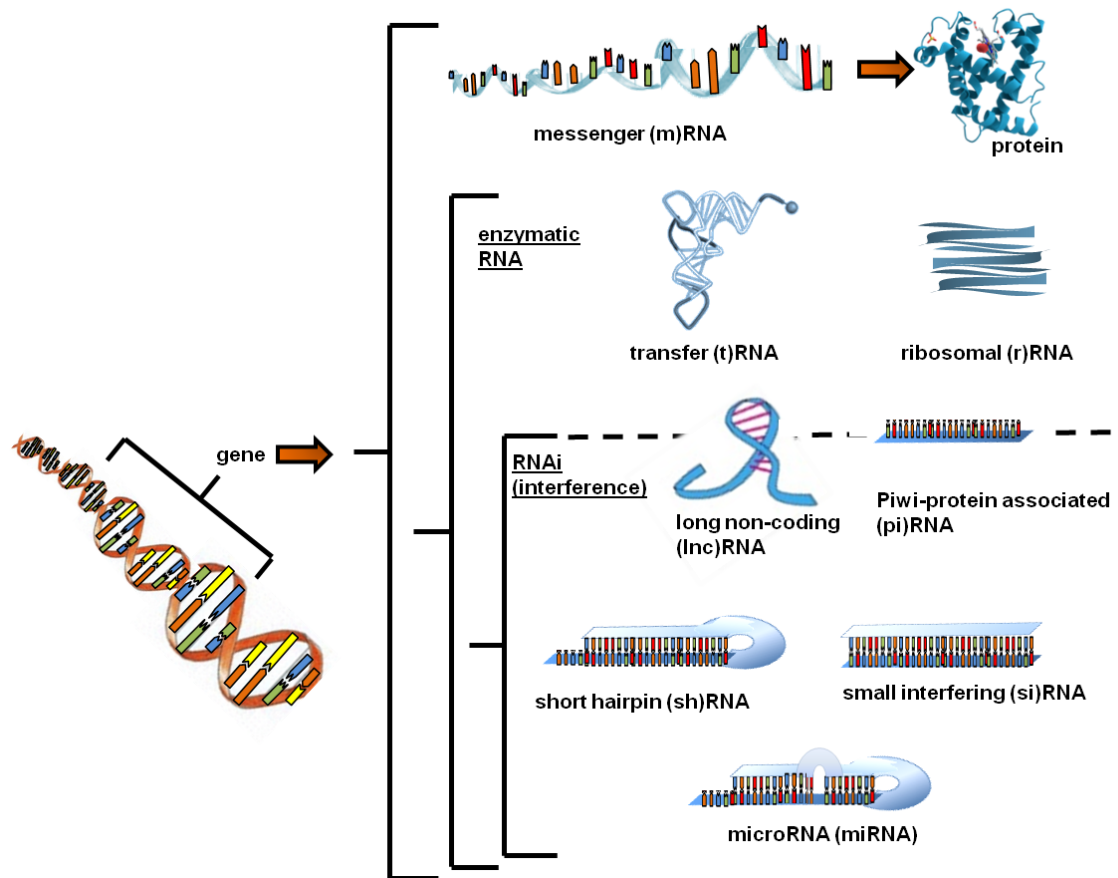 messenger (m)RNA
protein
enzymatic
RNA
transfer (t)RNA
ribosomal (r)RNA
gene
RNAi
(interference)
long non-coding
(lnc)RNA
Piwi-protein associated
(pi)RNA
short hairpin (sh)RNA
small interfering (si)RNA
microRNA (miRNA)